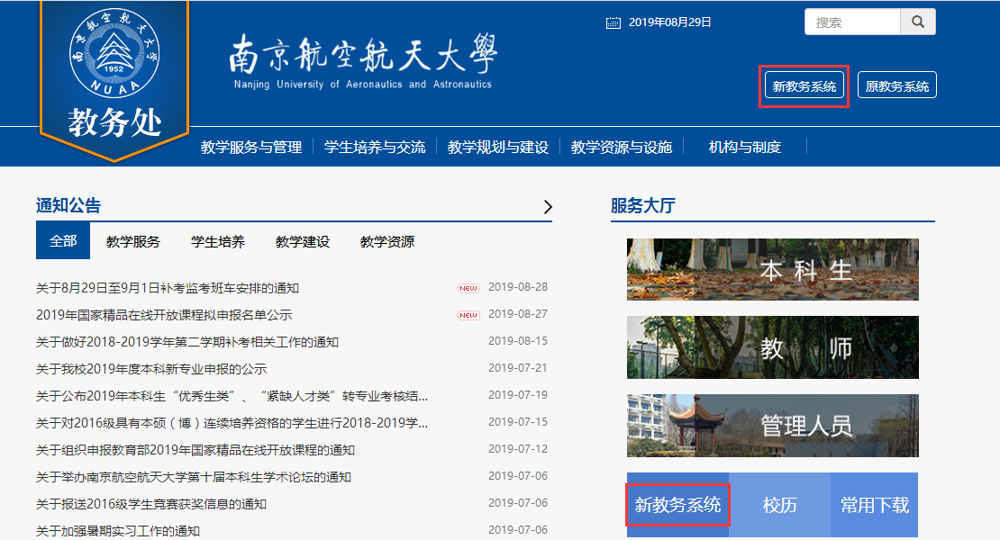 南京航空航天大学
1952
NUAA
教务处
南京航空航天大學
Nanjing University of Aeronautics and Astronautics
2019年08月29日
搜索
新教务系统
原教务系统
教学服务与管理
学生培养与交流
教学规划与建设
教学资源与设施
机构与制度
通知公告
全部 教学服务 学生培养 教学建设 教学资源
关于8月29日至9月1日补考监考班车安排的通知 NEW 2019-08-28
2019年国家精品在线开放课程拟申报名单公示 NEW 2019-08-27
关于做好2018-2019学年第二学期补考相关工作的通知 2019-08-15
关于我校2019年度本科新专业申报的公示 2019-07-21
关于公布2019年本科生“优秀生类”、“紧缺人才类”转专业考核结... 2019-07-19
关于对2016级具有本硕（博）连续培养资格的学生进行2018-2019学... 2019-07-15
关于组织申报教育部2019年国家精品在线开放课程的通知 2019-07-12
关于举办南京航空航天大学第十届本科生学术论坛的通知 2019-07-06
关于报送2016级学生竞赛获奖信息的通知 2019-07-06
关于加强暑期实习工作的通知 2019-07-06
服务大厅
本科生
教师
管理人员
新教务系统 校历 常用下载